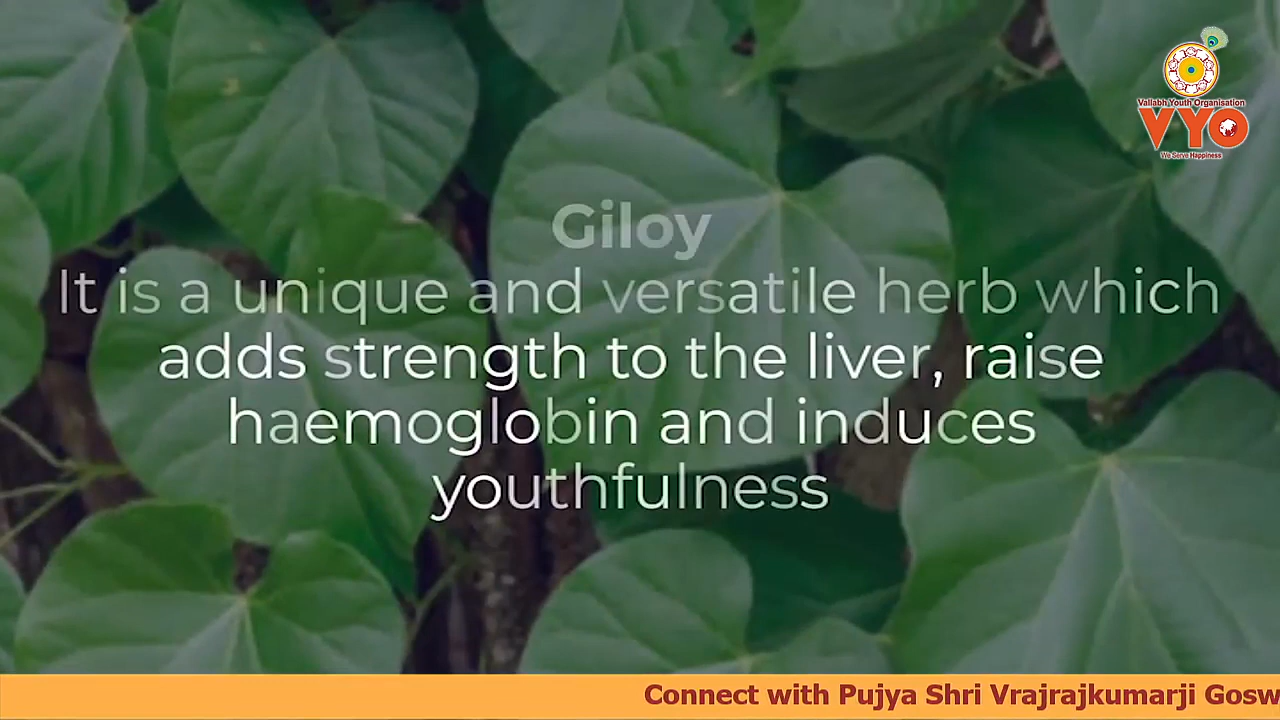 Vallabh Youth Organisation
VYO
We Serve Happiness
Giloy
It is a unique and versatile herb which
adds strength to the liver, raise
haemoglobin and induces
youthfulness
Connect with Pujya Shri Vrajrajkumarji Gosw